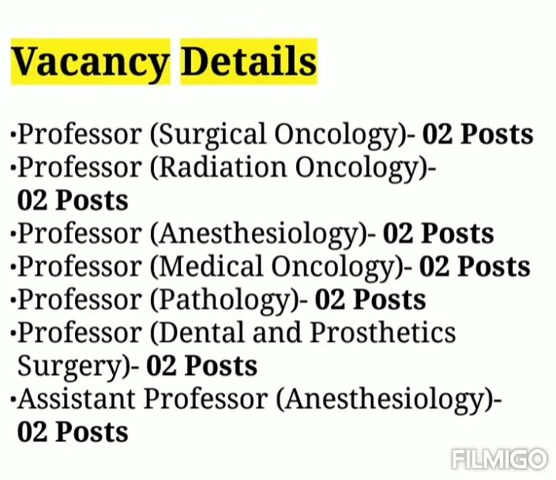 Vacancy Details
•Professor (Surgical Oncology)- 02 Posts
•Professor (Radiation Oncology)-
02 Posts
•Professor (Anesthesiology)- 02 Posts
•Professor (Medical Oncology)- 02 Posts
•Professor (Pathology)- 02 Posts
•Professor (Dental and Prosthetics
Surgery)- 02 Posts
•Assistant Professor (Anesthesiology)-
02 Posts
FILMIGO